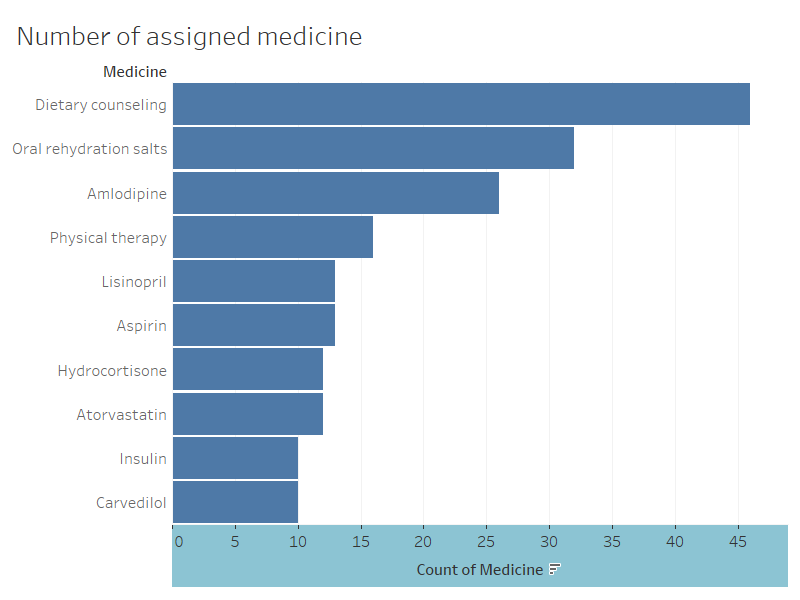 Number of assigned medicine
Medicine
Dietary counseling
Oral rehydration salts
Amlodipine
Physical therapy
Lisinopril
Aspirin
Hydrocortisone
Atorvastatin
Insulin
Carvedilol
0 5 10 15 20 25 30 35 40 45
Count of Medicine